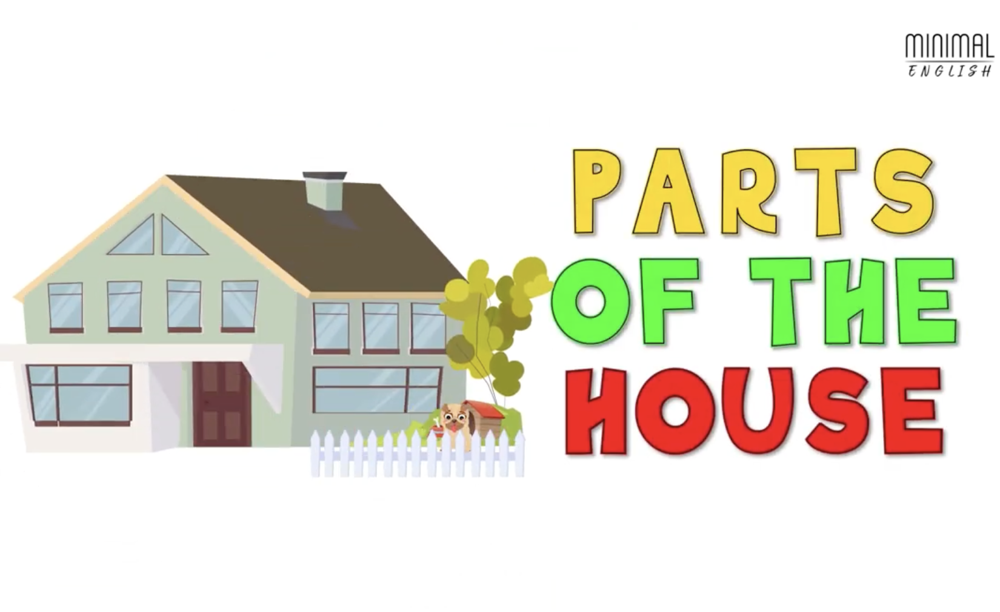 MINIMAL
ENGLISH
PARTS
OF THE
HOUSE